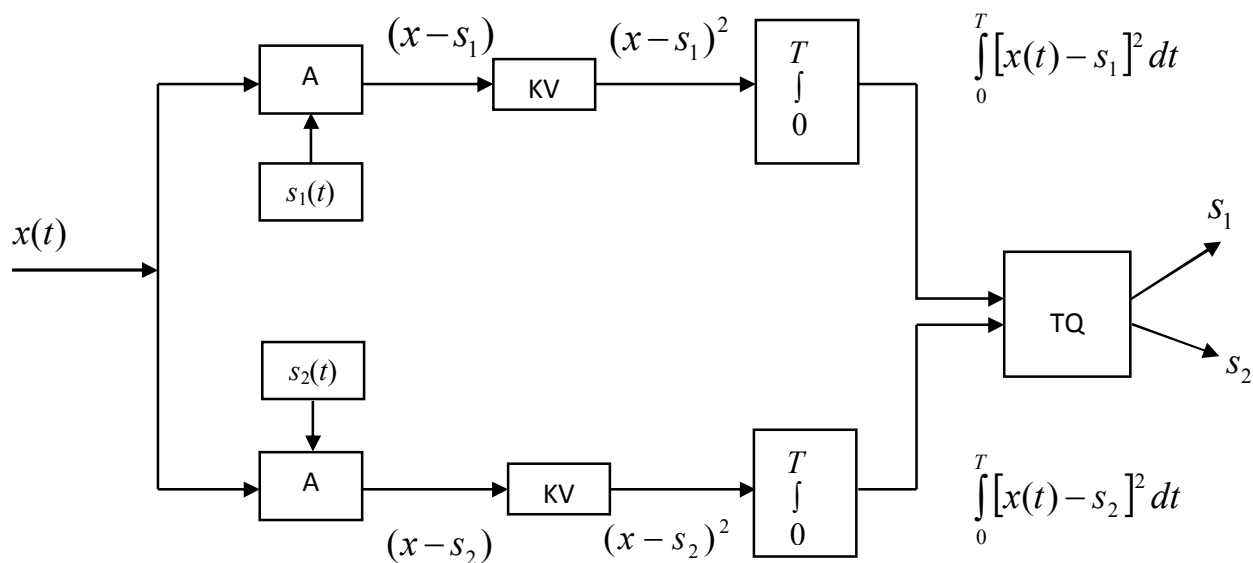 (x − s₁)
(x − s₁)²
∫₀ᵀ [x(t) − s₁]² dt
A
KV
T
∫
0
s₁(t)
x(t)
s₁
TQ
s₂(t)
s₂
A
KV
T
∫
0
∫₀ᵀ [x(t) − s₂]² dt
(x − s₂)
(x − s₂)²